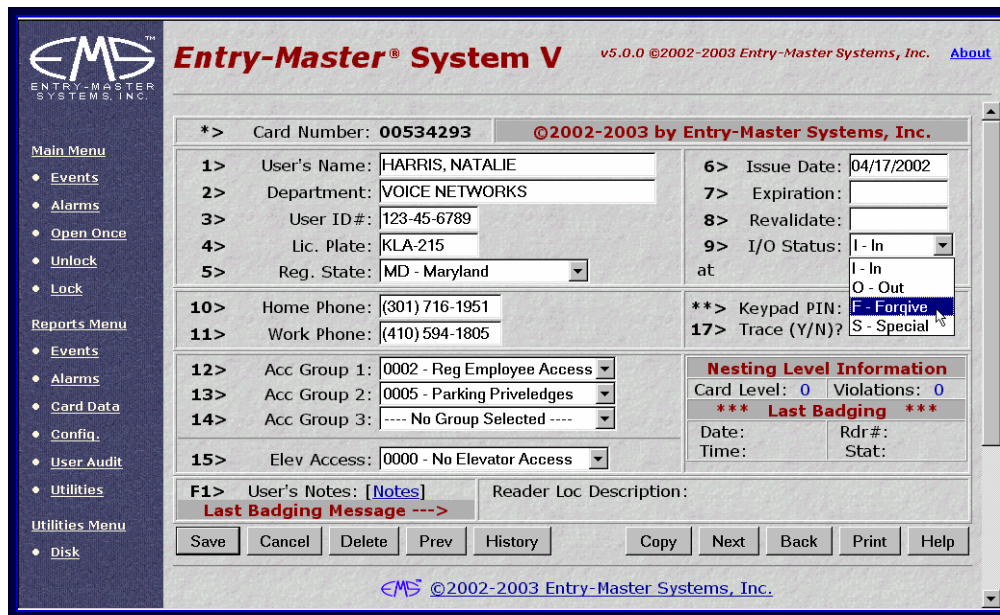 EMS™
ENTRY-MASTER
SYSTEMS, INC.
Entry-Master® System V v5.0.0 ©2002-2003 Entry-Master Systems, Inc. About
Main Menu
Events
Alarms
Open Once
Unlock
Lock
Reports Menu
Events
Alarms
Card Data
Config.
User Audit
Utilities
Utilities Menu
Disk
*> Card Number: 00534293 ©2002-2003 by Entry-Master Systems, Inc.
1> User's Name: HARRIS, NATALIE
2> Department: VOICE NETWORKS
3> User ID#: 123-45-6789
4> Lic. Plate: KLA-215
5> Reg. State: MD - Maryland
6> Issue Date: 04/17/2002
7> Expiration:
8> Revalidate:
9> I/O Status: I - In
at
I - In
O - Out
F - Forgive
S - Special
10> Home Phone: (301) 716-1951
11> Work Phone: (410) 594-1805
**> Keypad PIN:
17> Trace (Y/N)?
12> Acc Group 1: 0002 - Reg Employee Access
13> Acc Group 2: 0005 - Parking Priveledges
14> Acc Group 3: ---- No Group Selected ----
15> Elev Access: 0000 - No Elevator Access
Nesting Level Information
Card Level: 0 Violations: 0
*** Last Badging ***
Date: Rdr#:
Time: Stat:
F1> User's Notes: [Notes] Reader Loc Description:
Last Badging Message --->
Save Cancel Delete Prev History Copy Next Back Print Help
EMS ©2002-2003 Entry-Master Systems, Inc.